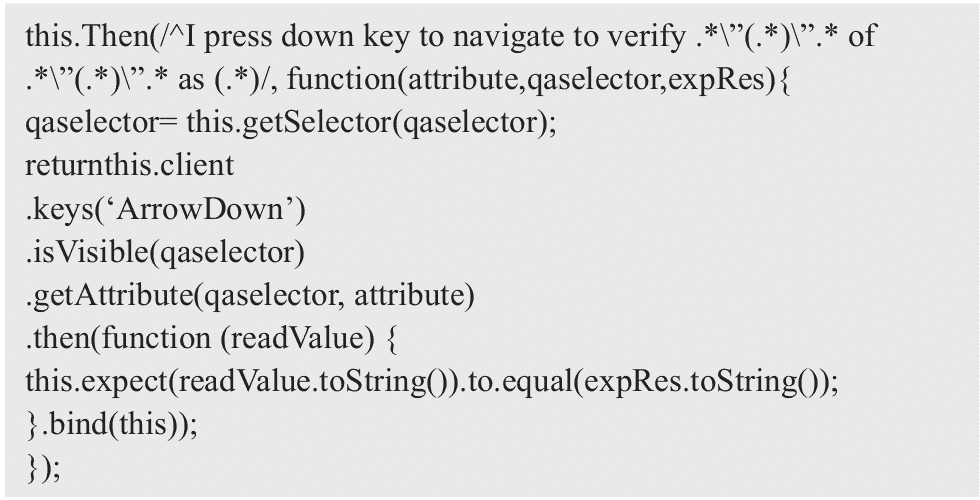 this.Then(/^I press down key to navigate to verify .*\”(.*)\”.* of
.*\”(.*)\”.* as (.*)/, function(attribute,qaselector,expRes){
qaselector= this.getSelector(qaselector);
returnthis.client
.keys(‘ArrowDown’)
.isVisible(qaselector)
.getAttribute(qaselector, attribute)
.then(function (readValue) {
this.expect(readValue.toString()).to.equal(expRes.toString());
}.bind(this));
});